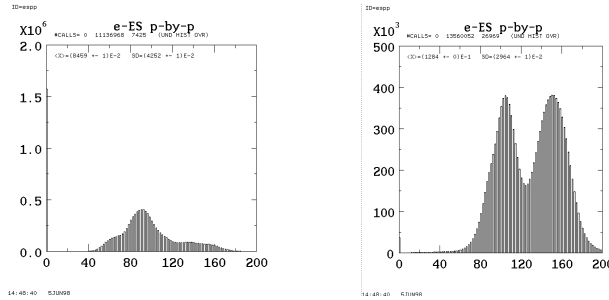 ID=espp
e-ES p-by-p
X10^6
#CALLS= 0 11136968 7425 (UND HIST OVR)
<X>=(8459 +- 1)E-2 SD=(4252 +- 1)E-2
2.0
1.5
1.0
0.5
0.0
0 40 80 120 160 200
14:48:40 5JUN98
ID=espp
e-ES p-by-p
X10^3
#CALLS= 0 13560052 26969 (UND HIST OVR)
<X>=(1284 +- 0)E-1 SD=(2964 +- 1)E-2
500
400
300
200
100
0
0 40 80 120 160 200
14:48:40 5JUN98